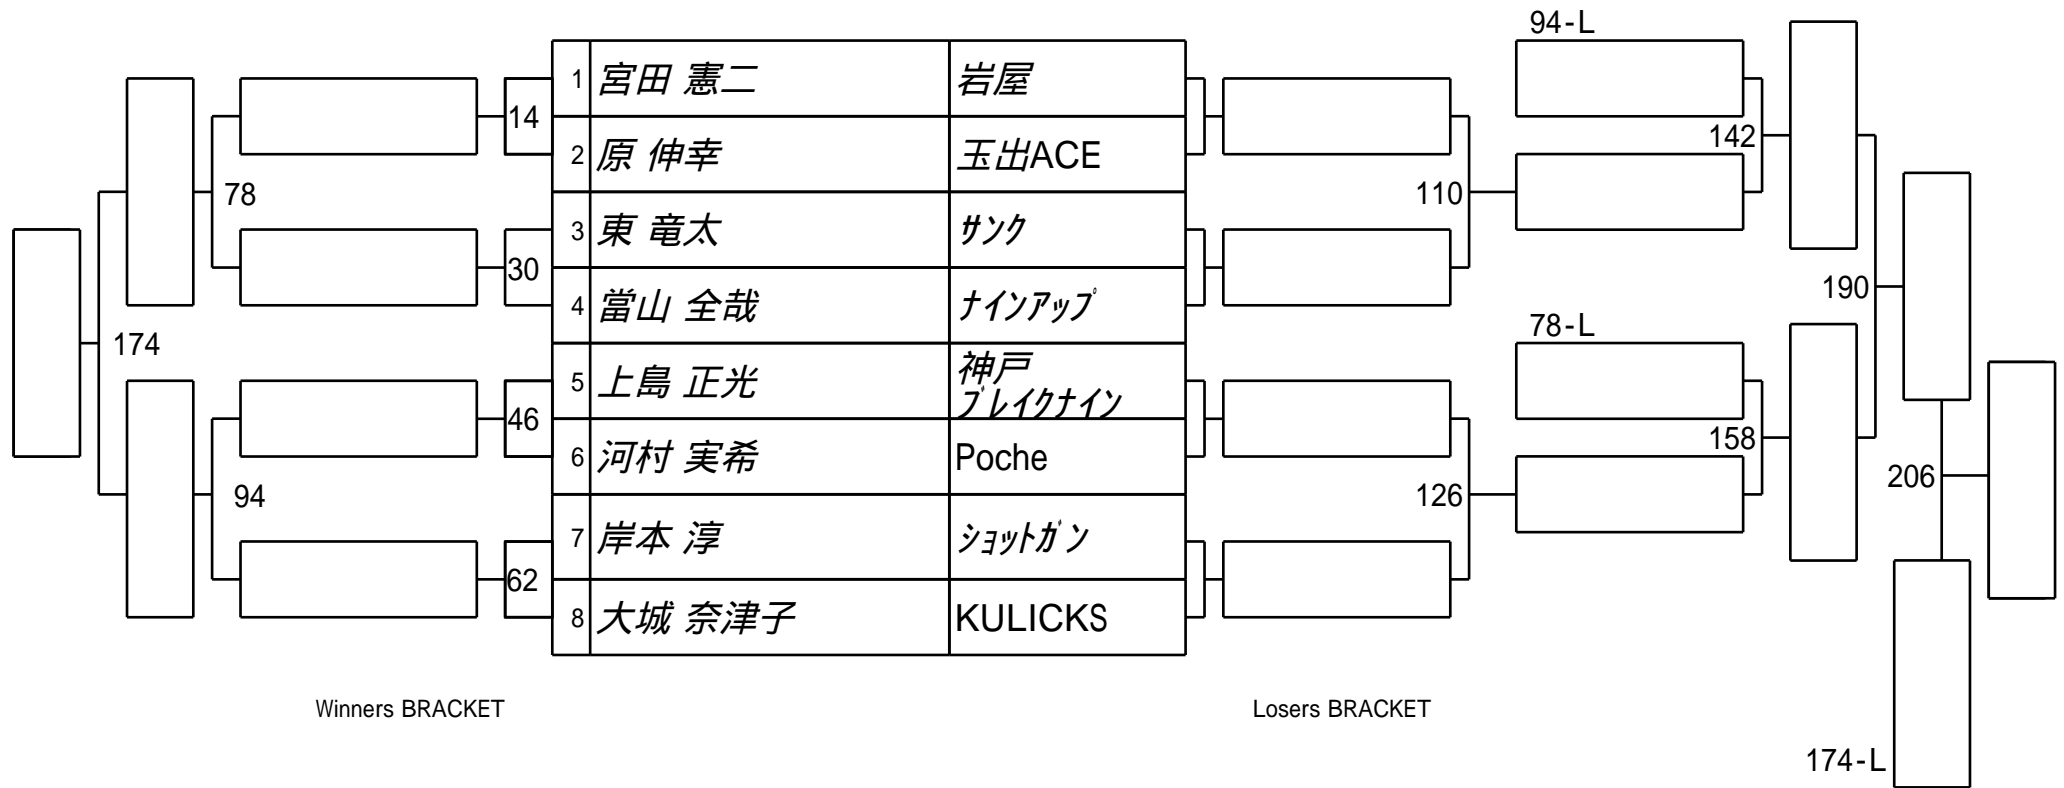 94-L
1 宮田 憲二 岩屋
14
142
2 原 伸幸 玉出ACE
78
110
3 東 竜太 ｻﾝｸ
30
190
4 當山 全哉 ﾅｲﾝｱｯﾌﾟ
78-L
174
5 上島 正光 神戸
ﾌﾞﾚｲｸﾅｲﾝ
46
158
6 河村 実希 Poche
206
94
126
7 岸本 淳 ｼｮｯﾄｶﾞﾝ
62
8 大城 奈津子 KULICKS
Winners BRACKET
Losers BRACKET
174-L